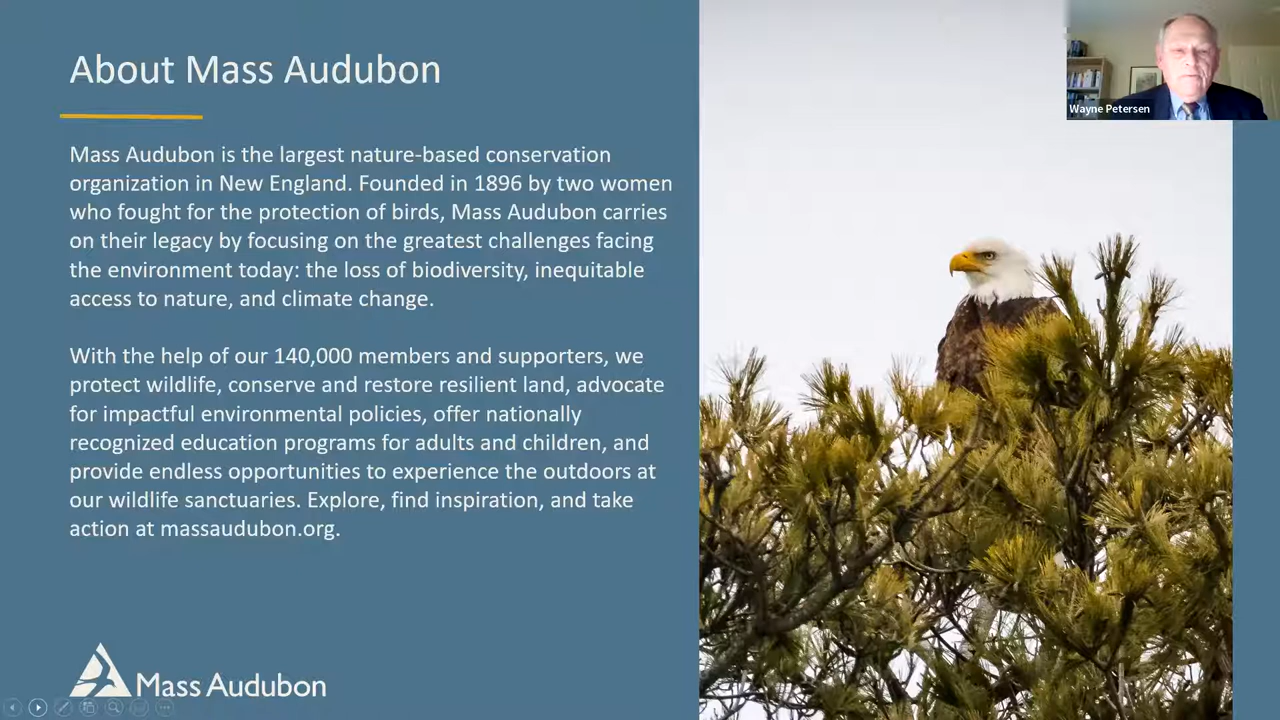 About Mass Audubon
Wayne Petersen
Mass Audubon is the largest nature-based conservation
organization in New England. Founded in 1896 by two women
who fought for the protection of birds, Mass Audubon carries
on their legacy by focusing on the greatest challenges facing
the environment today: the loss of biodiversity, inequitable
access to nature, and climate change.
With the help of our 140,000 members and supporters, we
protect wildlife, conserve and restore resilient land, advocate
for impactful environmental policies, offer nationally
recognized education programs for adults and children, and
provide endless opportunities to experience the outdoors at
our wildlife sanctuaries. Explore, find inspiration, and take
action at massaudubon.org.
Mass Audubon